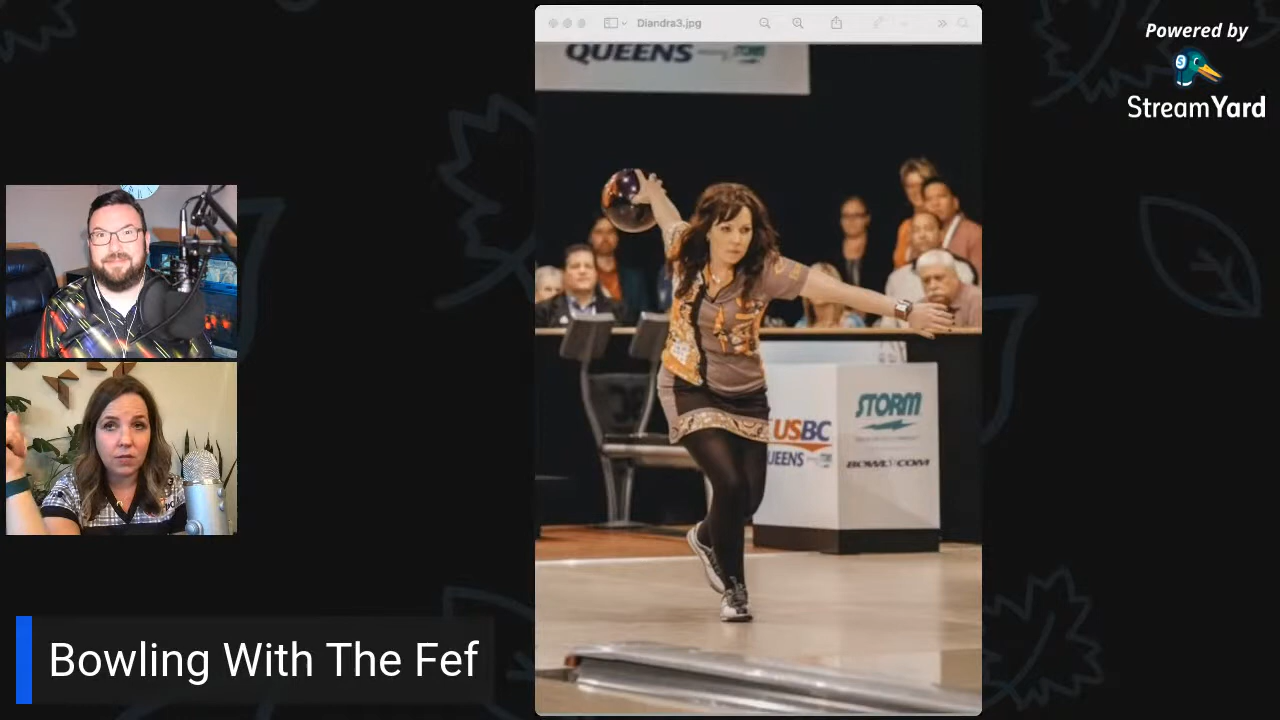 Diandra3.jpg
Powered by
StreamYard
QUEENS
STORM
USBC
QUEENS
BOWL.COM
Bowling With The Fef